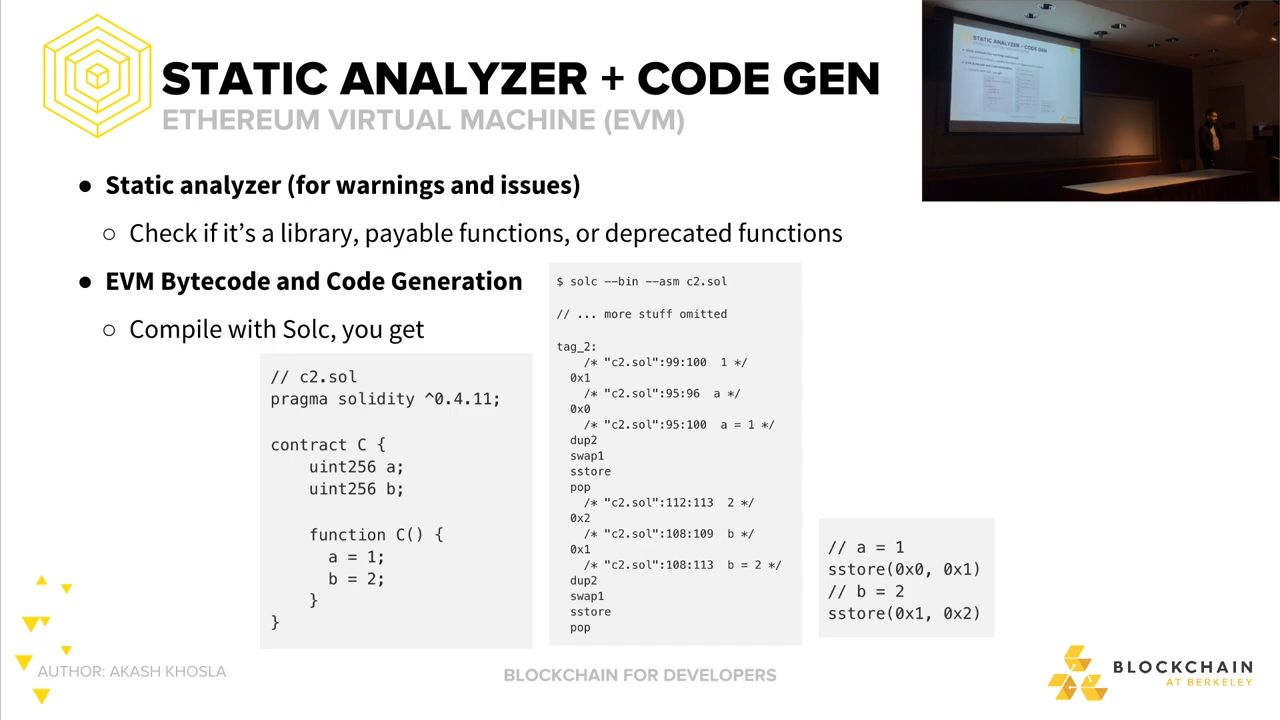 STATIC ANALYZER + CODE GEN
ETHEREUM VIRTUAL MACHINE (EVM)
● Static analyzer (for warnings and issues)
○ Check if it's a library, payable functions, or deprecated functions
● EVM Bytecode and Code Generation
○ Compile with Solc, you get
// c2.sol
pragma solidity ^0.4.11;
contract C {
uint256 a;
uint256 b;
function C() {
a = 1;
b = 2;
}
}
$ solc --bin --asm c2.sol
// ... more stuff omitted
tag_2:
/* "c2.sol":99:100 1 */
0x1
/* "c2.sol":95:96 a */
0x0
/* "c2.sol":95:100 a = 1 */
dup2
swap1
sstore
pop
/* "c2.sol":112:113 2 */
0x2
/* "c2.sol":108:109 b */
0x1
/* "c2.sol":108:113 b = 2 */
dup2
swap1
sstore
pop
// a = 1
sstore(0x0, 0x1)
// b = 2
sstore(0x1, 0x2)
AUTHOR: AKASH KHOSLA
BLOCKCHAIN FOR DEVELOPERS
BLOCKCHAIN
AT BERKELEY
STATIC ANALYZER + CODE GEN